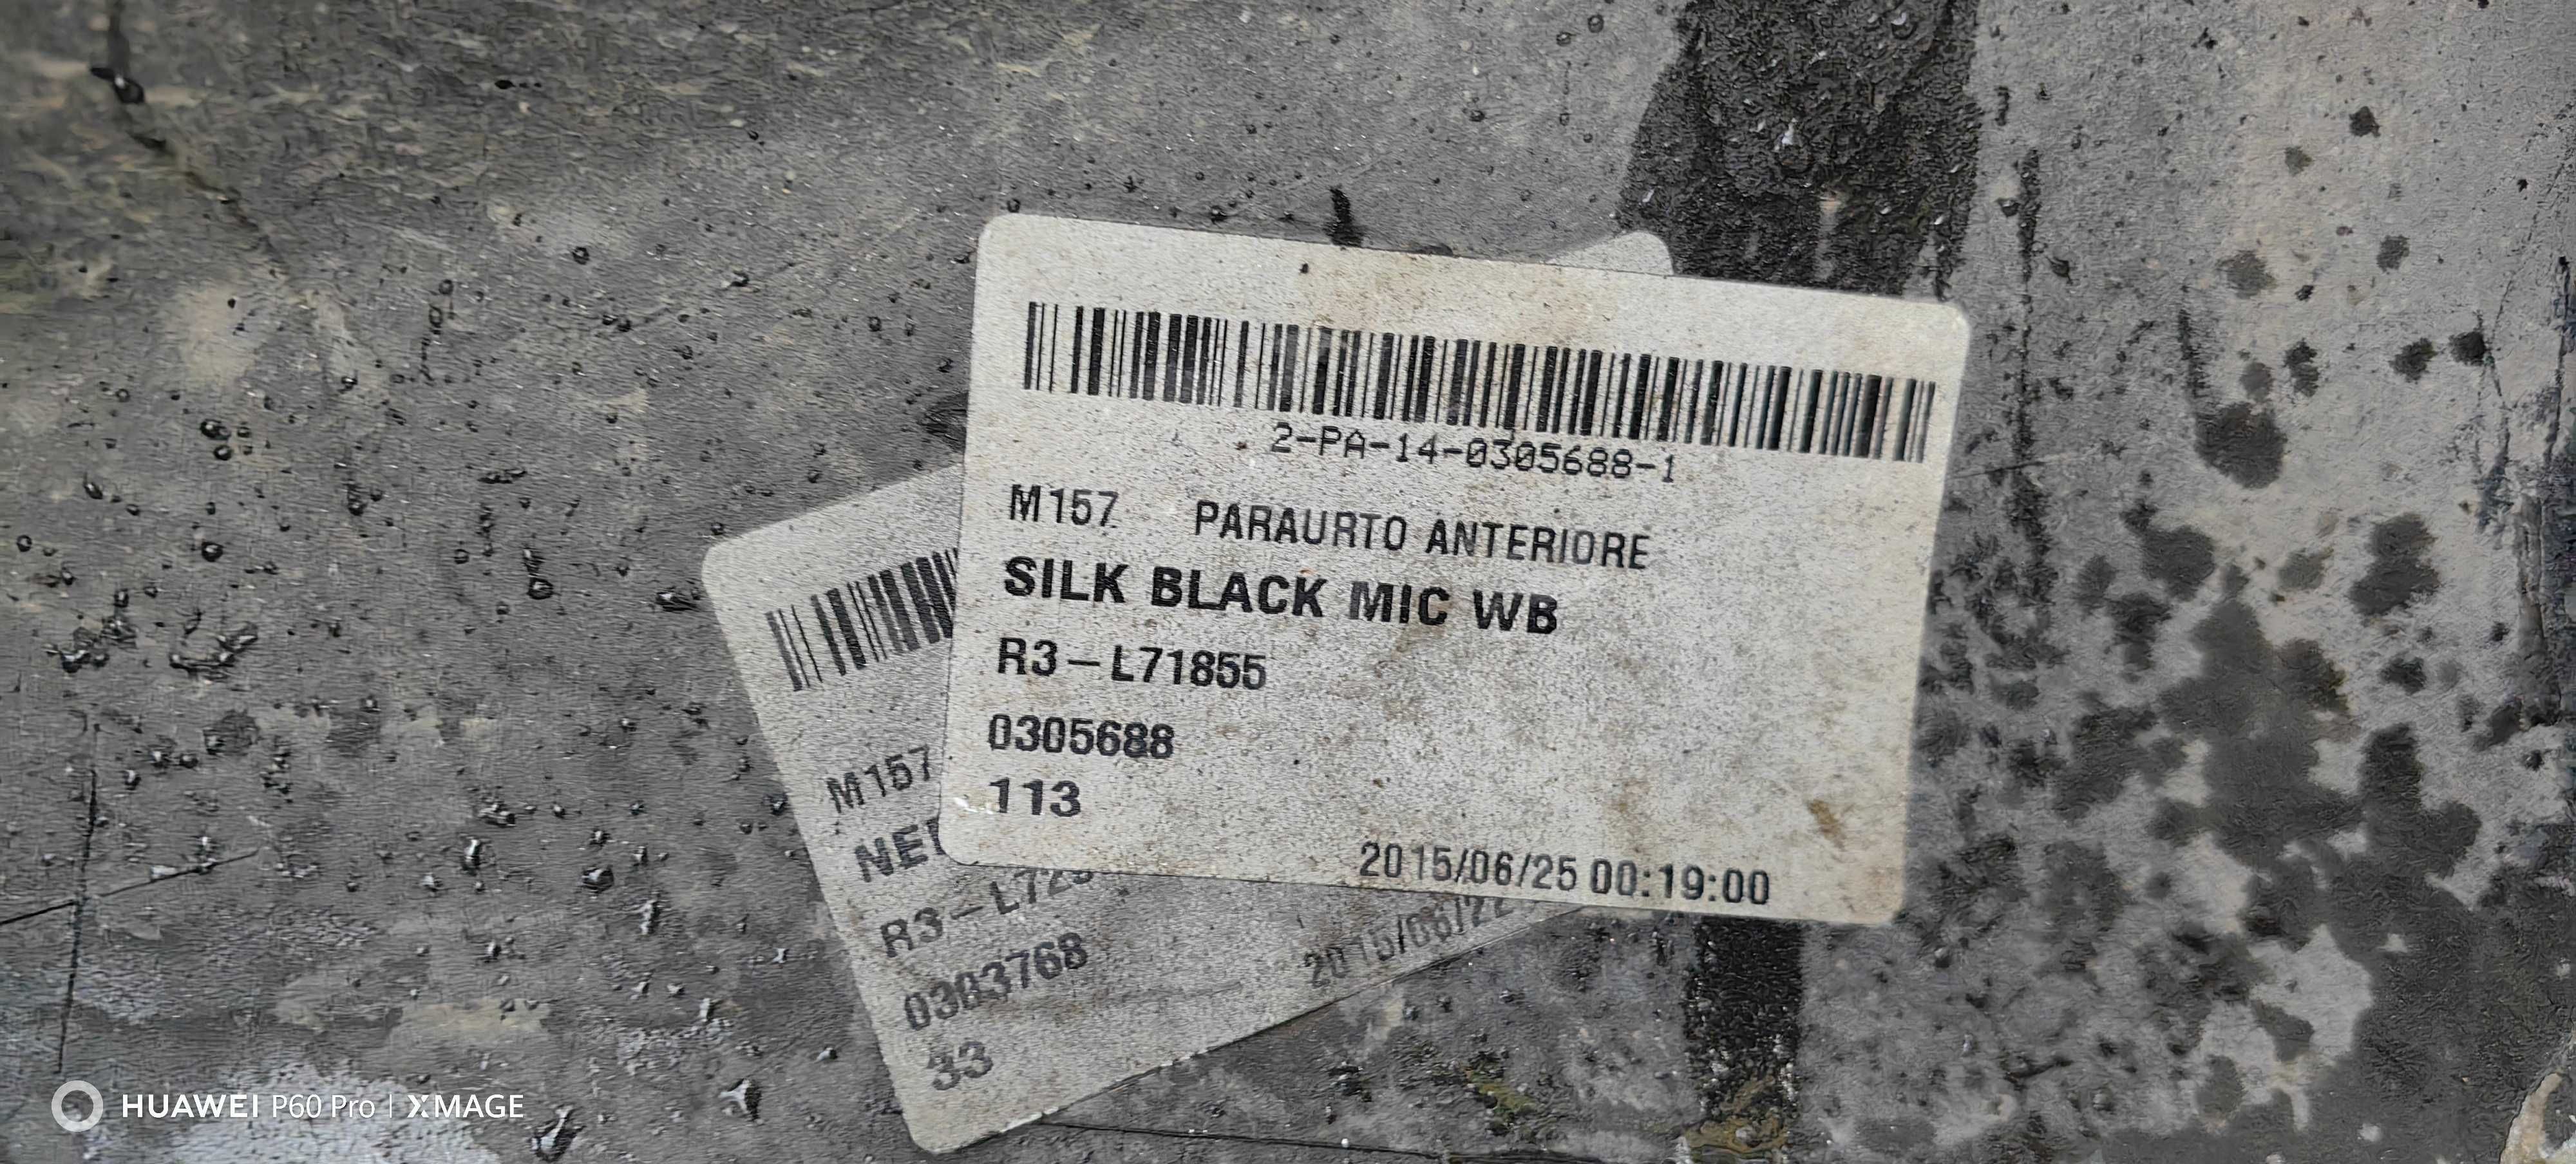 2-PA-14-0305688-1
M157 PARAURTO ANTERIORE
SILK BLACK MIC WB
R3-L71855
0305688
113
2015/06/25 00:19:00
M157
R3-
0303768
33
HUAWEI P60 Pro | XMAGE